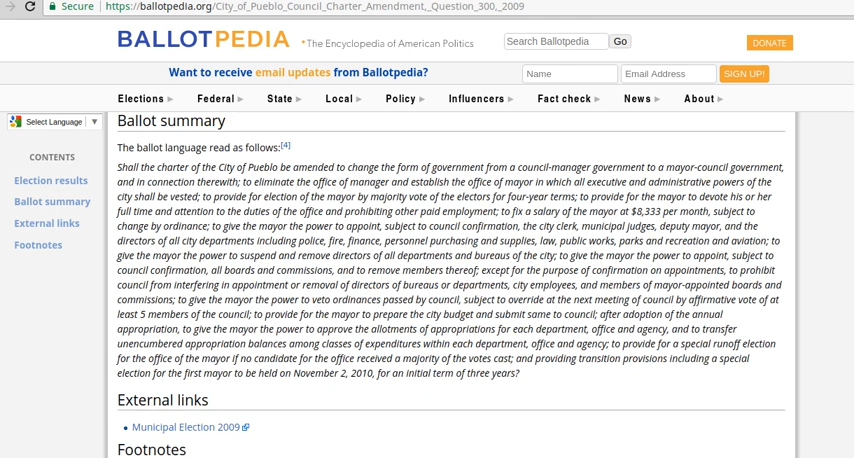 Secure https://ballotpedia.org/City_of_Pueblo_Council_Charter_Amendment,_Question_300,_2009
BALLOTPEDIA
The Encyclopedia of American Politics
Search Ballotpedia Go
DONATE
Want to receive email updates from Ballotpedia?
Name
Email Address
SIGN UP!
Elections Federal State Local Policy Influencers Fact check News About
Select Language
CONTENTS
Election results
Ballot summary
External links
Footnotes
Ballot summary
The ballot language read as follows:[4]
Shall the charter of the City of Pueblo be amended to change the form of government from a council-manager government to a mayor-council government,
and in connection therewith; to eliminate the office of manager and establish the office of mayor in which all executive and administrative powers of the
city shall be vested; to provide for election of the mayor by majority vote of the electors for four-year terms; to provide for the mayor to devote his or her
full time and attention to the duties of the office and prohibiting other paid employment; to fix a salary of the mayor at $8,333 per month, subject to
change by ordinance; to give the mayor the power to appoint, subject to council confirmation, the city clerk, municipal judges, deputy mayor, and the
directors of all city departments including police, fire, finance, personnel purchasing and supplies, law, public works, parks and recreation and aviation; to
give the mayor the power to suspend and remove directors of all departments and bureaus of the city; to give the mayor the power to appoint, subject to
council confirmation, all boards and commissions, and to remove members thereof; except for the purpose of confirmation on appointments, to prohibit
council from interfering in appointment or removal of directors of bureaus or departments, city employees, and members of mayor-appointed boards and
commissions; to give the mayor the power to veto ordinances passed by council, subject to override at the next meeting of council by affirmative vote of at
least 5 members of the council; to provide for the mayor to prepare the city budget and submit same to council; after adoption of the annual
appropriation, to give the mayor the power to approve the allotments of appropriations for each department, office and agency, and to transfer
unencumbered appropriation balances among classes of expenditures within each department, office and agency; to provide for a special runoff election
for the office of the mayor if no candidate for the office received a majority of the votes cast; and providing transition provisions including a special
election for the first mayor to be held on November 2, 2010, for an initial term of three years?
External links
Municipal Election 2009
Footnotes